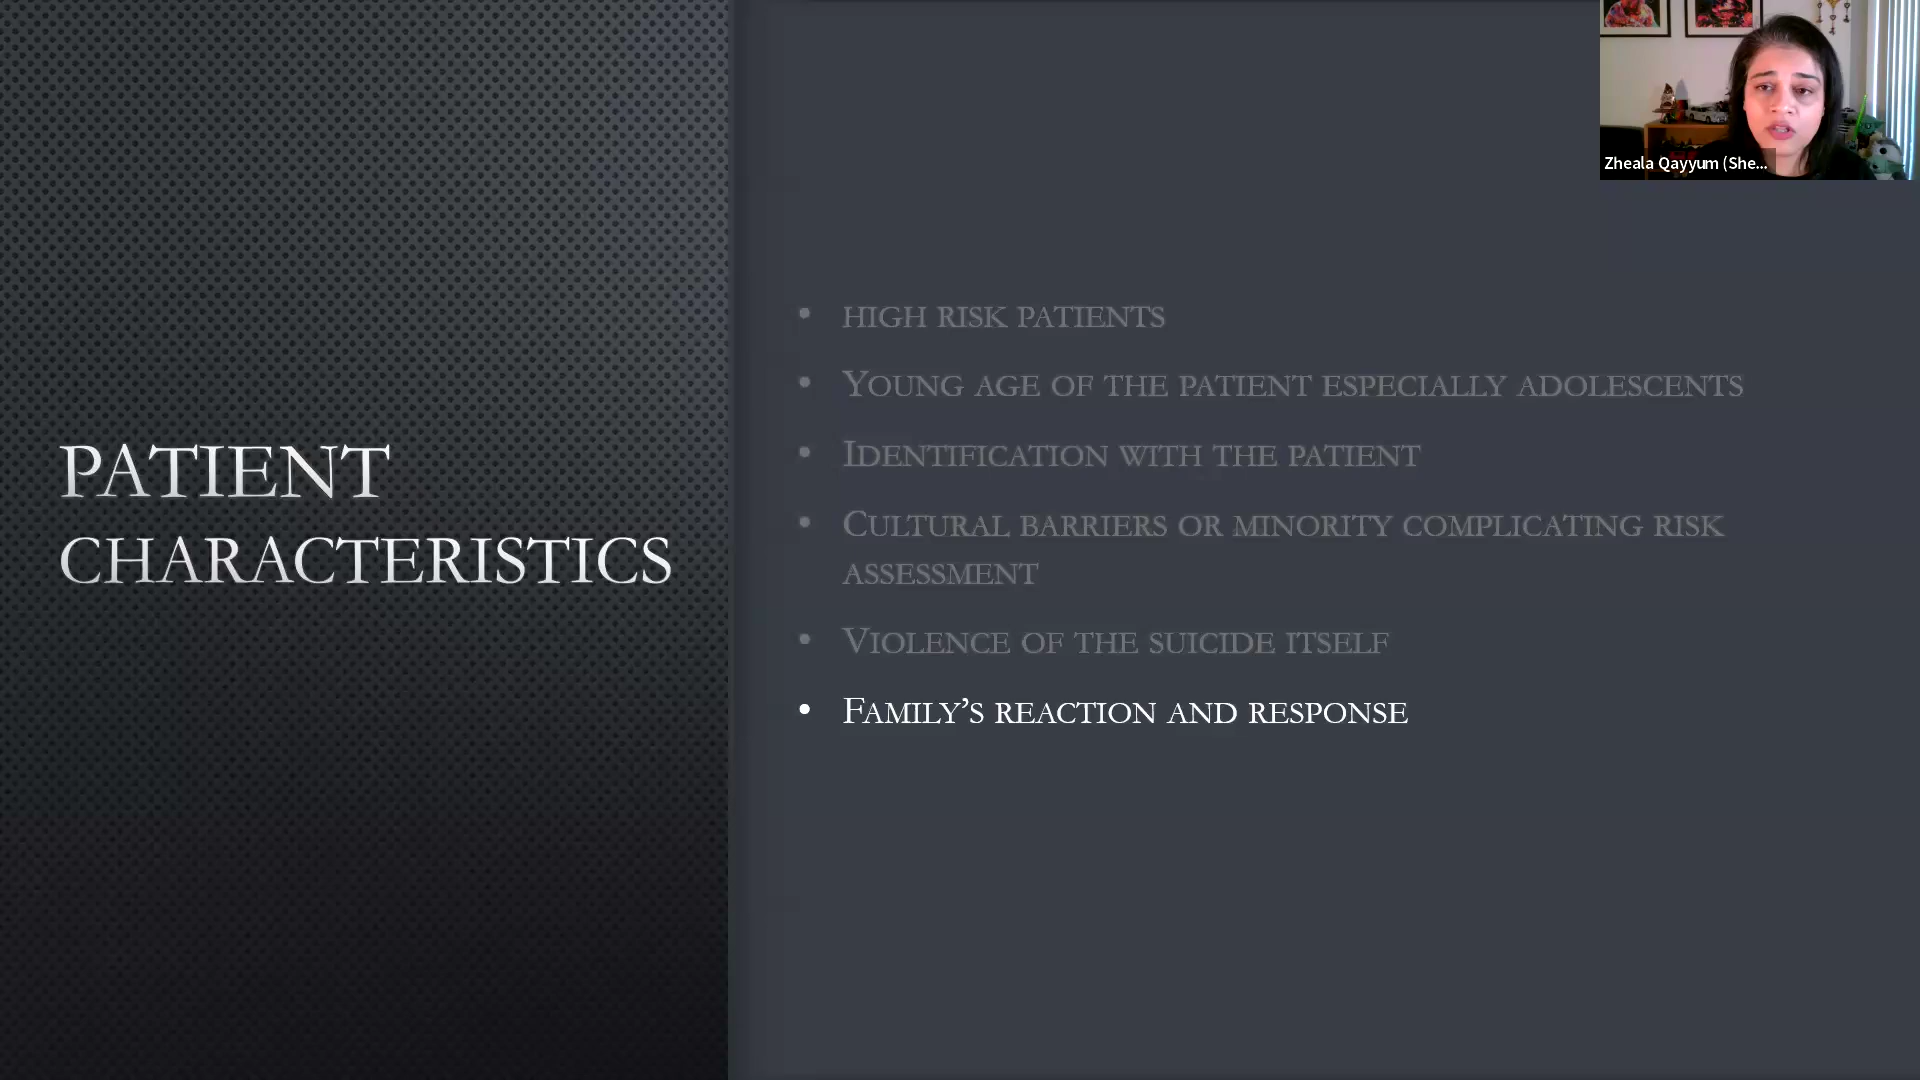 PATIENT
CHARACTERISTICS
• HIGH RISK PATIENTS
• YOUNG AGE OF THE PATIENT ESPECIALLY ADOLESCENTS
• IDENTIFICATION WITH THE PATIENT
• CULTURAL BARRIERS OR MINORITY COMPLICATING RISK
ASSESSMENT
• VIOLENCE OF THE SUICIDE ITSELF
• FAMILY’S REACTION AND RESPONSE
Zheala Qayyum (She...